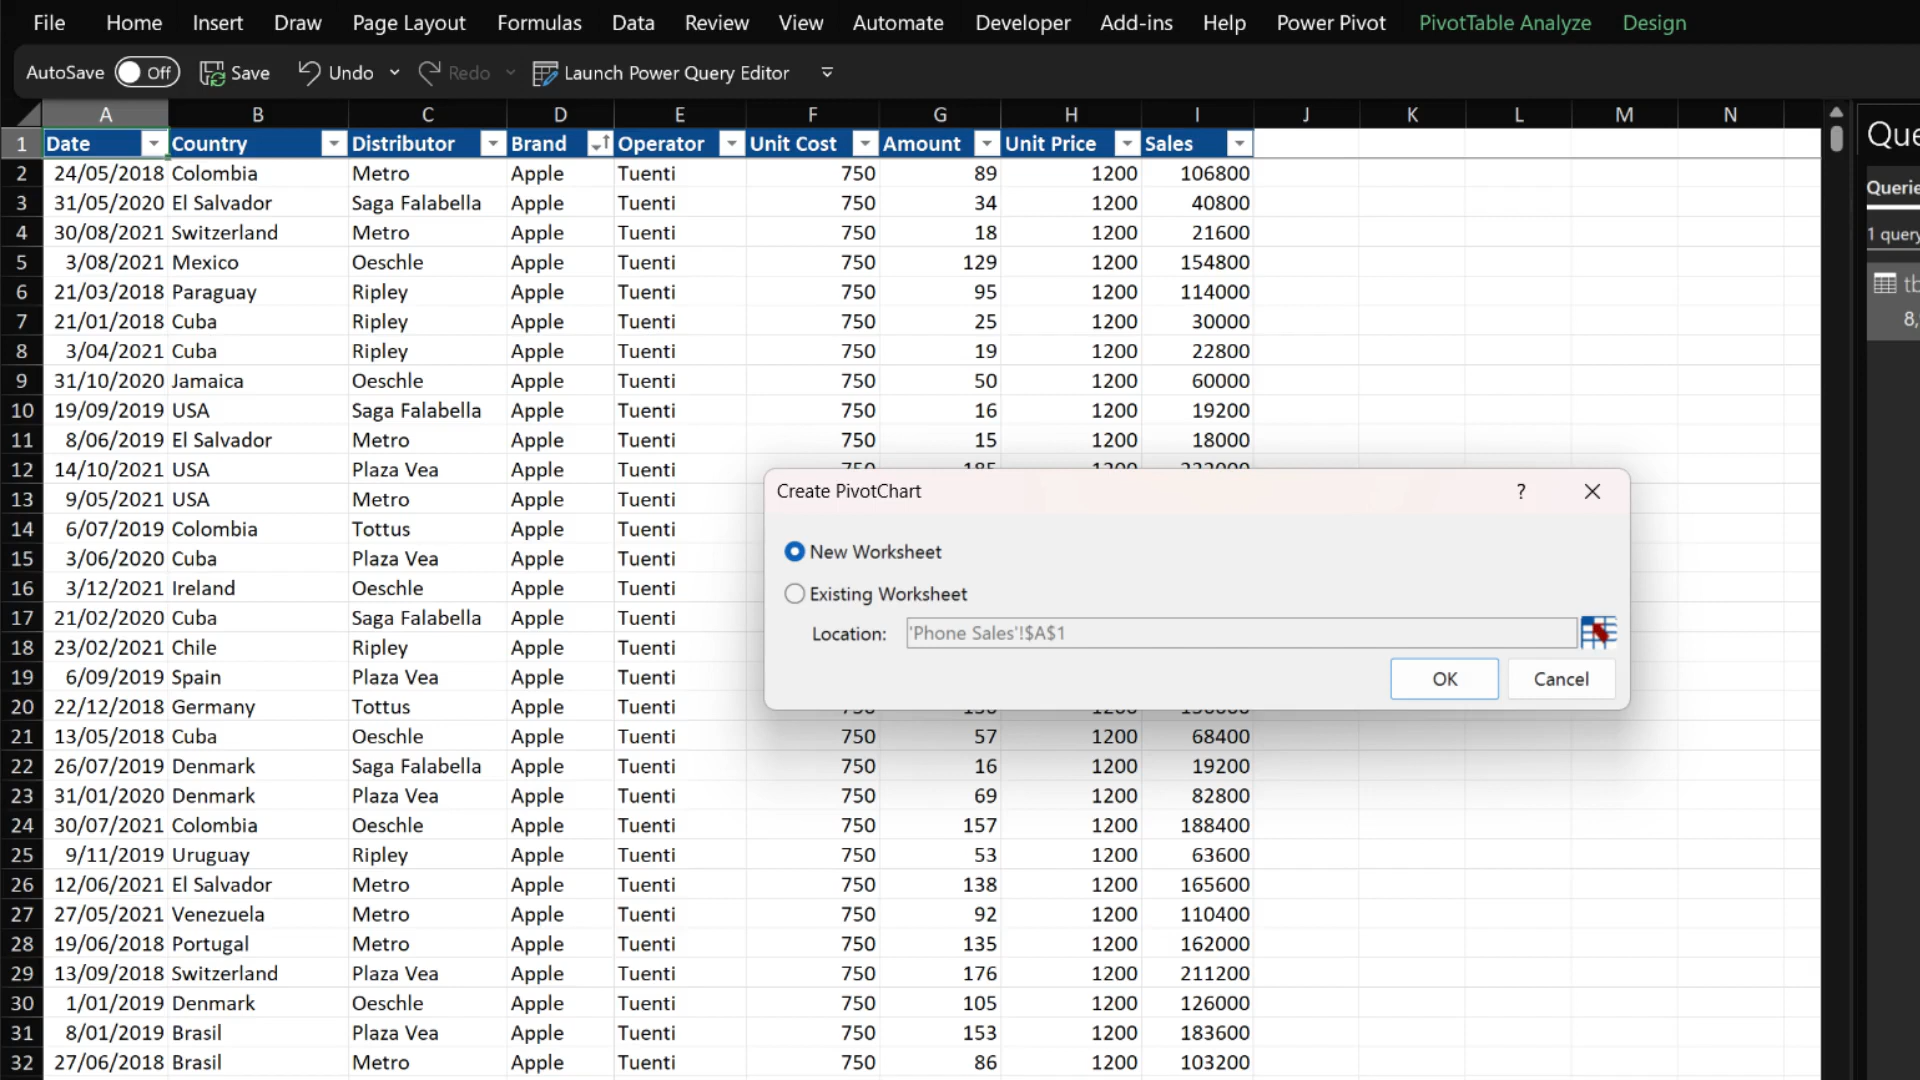 File Home Insert Draw Page Layout Formulas Data Review View Automate Developer Add-ins Help Power Pivot PivotTable Analyze Design
AutoSave Off Save Undo Redo Launch Power Query Editor
A B C D E F G H I J K L M N
1 Date Country Distributor Brand Operator Unit Cost Amount Unit Price Sales
2 24/05/2018 Colombia Metro Apple Tuenti 750 89 1200 106800
3 31/05/2020 El Salvador Saga Falabella Apple Tuenti 750 34 1200 40800
4 30/08/2021 Switzerland Metro Apple Tuenti 750 18 1200 21600
5 3/08/2021 Mexico Oeschle Apple Tuenti 750 129 1200 154800
6 21/03/2018 Paraguay Ripley Apple Tuenti 750 95 1200 114000
7 21/01/2018 Cuba Ripley Apple Tuenti 750 25 1200 30000
8 3/04/2021 Cuba Ripley Apple Tuenti 750 19 1200 22800
9 31/10/2020 Jamaica Oeschle Apple Tuenti 750 50 1200 60000
10 19/09/2019 USA Saga Falabella Apple Tuenti 750 16 1200 19200
11 8/06/2019 El Salvador Metro Apple Tuenti 750 15 1200 18000
12 14/10/2021 USA Plaza Vea Apple Tuenti
13 9/05/2021 USA Metro Apple Tuenti
14 6/07/2019 Colombia Tottus Apple Tuenti
15 3/06/2020 Cuba Plaza Vea Apple Tuenti
16 3/12/2021 Ireland Oeschle Apple Tuenti
17 21/02/2020 Cuba Saga Falabella Apple Tuenti
18 23/02/2021 Chile Ripley Apple Tuenti
19 6/09/2019 Spain Plaza Vea Apple Tuenti
20 22/12/2018 Germany Tottus Apple Tuenti
21 13/05/2018 Cuba Oeschle Apple Tuenti 750 57 1200 68400
22 26/07/2019 Denmark Saga Falabella Apple Tuenti 750 16 1200 19200
23 31/01/2020 Denmark Plaza Vea Apple Tuenti 750 69 1200 82800
24 30/07/2021 Colombia Oeschle Apple Tuenti 750 157 1200 188400
25 9/11/2019 Uruguay Ripley Apple Tuenti 750 53 1200 63600
26 12/06/2021 El Salvador Metro Apple Tuenti 750 138 1200 165600
27 27/05/2021 Venezuela Metro Apple Tuenti 750 92 1200 110400
28 19/06/2018 Portugal Metro Apple Tuenti 750 135 1200 162000
29 13/09/2018 Switzerland Plaza Vea Apple Tuenti 750 176 1200 211200
30 1/01/2019 Denmark Oeschle Apple Tuenti 750 105 1200 126000
31 8/01/2019 Brasil Plaza Vea Apple Tuenti 750 153 1200 183600
32 27/06/2018 Brasil Metro Apple Tuenti 750 86 1200 103200
Create PivotChart ?
New Worksheet
Existing Worksheet
Location: 'Phone Sales'!$A$1
OK Cancel
Que
Querie
1 query
tb
8,